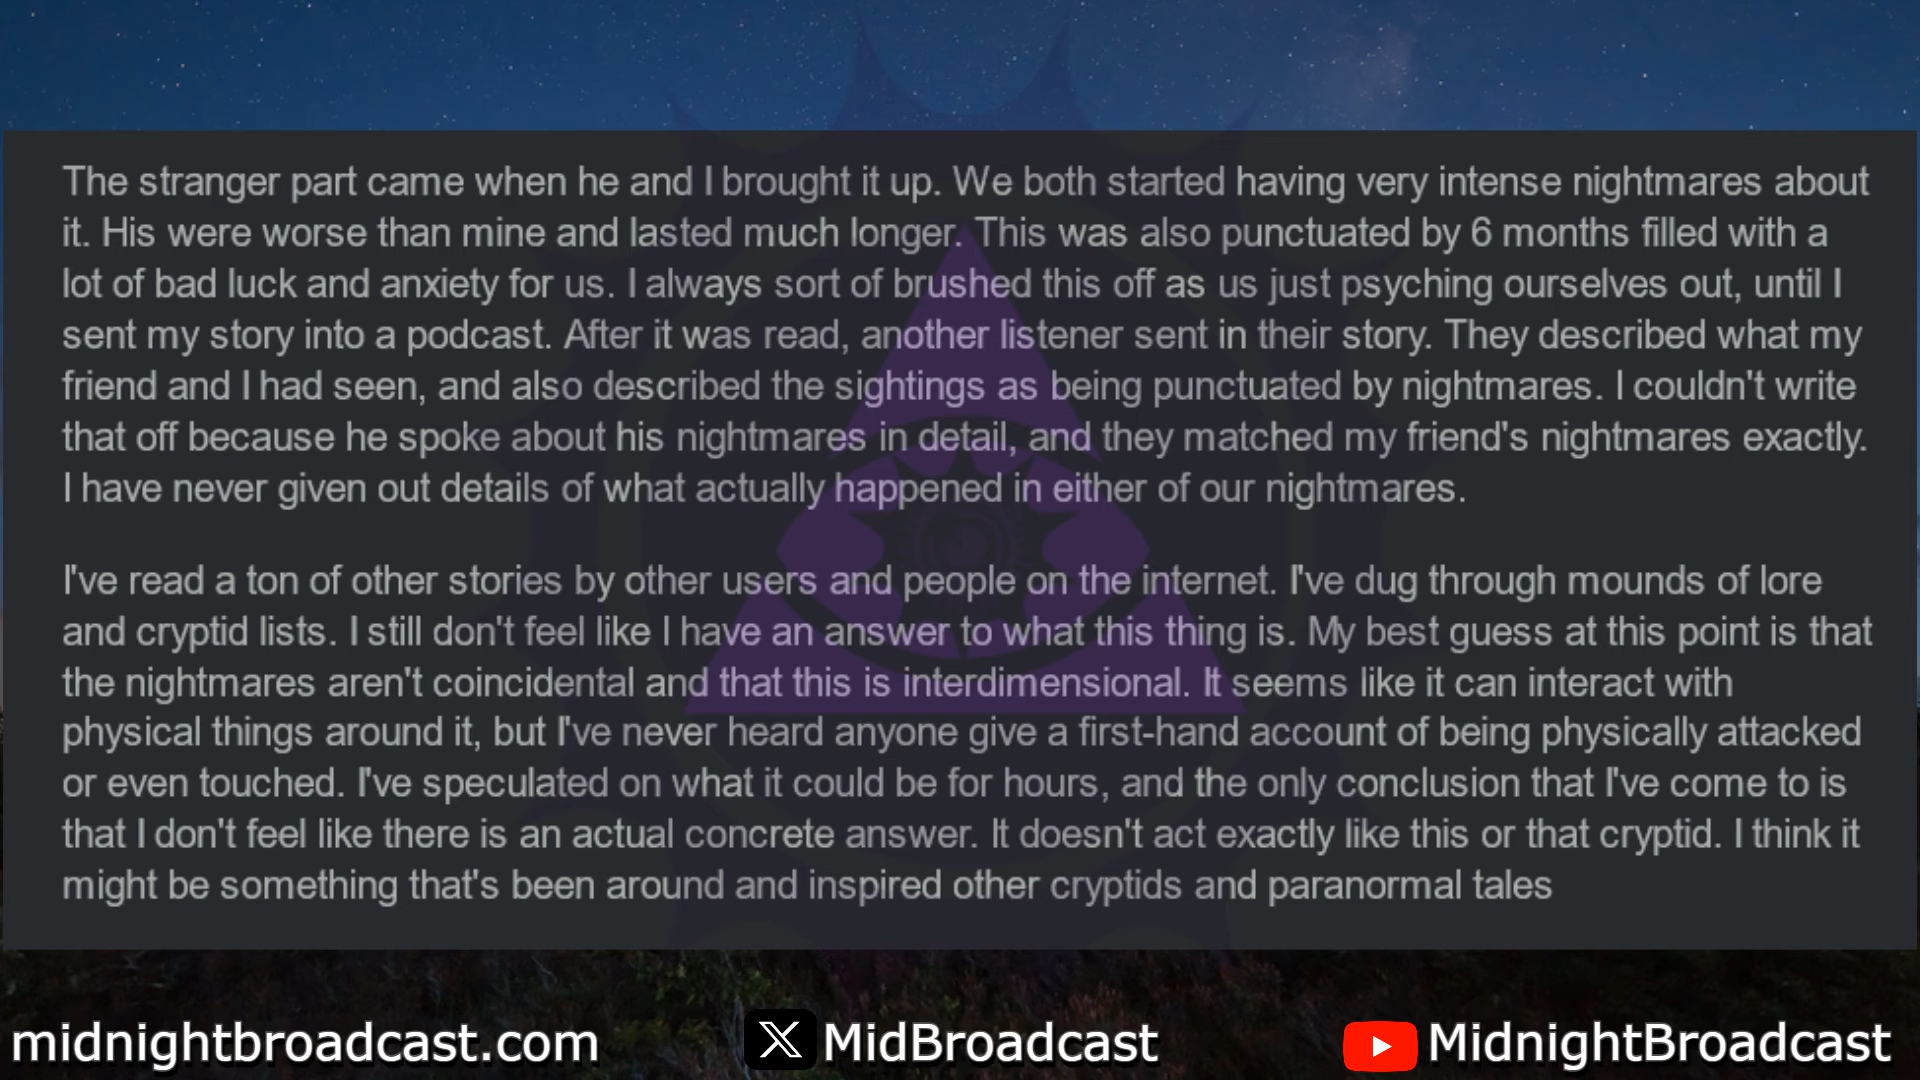 The stranger part came when he and I brought it up. We both started having very intense nightmares about
it. His were worse than mine and lasted much longer. This was also punctuated by 6 months filled with a
lot of bad luck and anxiety for us. I always sort of brushed this off as us just psyching ourselves out, until I
sent my story into a podcast. After it was read, another listener sent in their story. They described what my
friend and I had seen, and also described the sightings as being punctuated by nightmares. I couldn't write
that off because he spoke about his nightmares in detail, and they matched my friend's nightmares exactly.
I have never given out details of what actually happened in either of our nightmares.
I've read a ton of other stories by other users and people on the internet. I've dug through mounds of lore
and cryptid lists. I still don't feel like I have an answer to what this thing is. My best guess at this point is that
the nightmares aren't coincidental and that this is interdimensional. It seems like it can interact with
physical things around it, but I've never heard anyone give a first-hand account of being physically attacked
or even touched. I've speculated on what it could be for hours, and the only conclusion that I've come to is
that I don't feel like there is an actual concrete answer. It doesn't act exactly like this or that cryptid. I think it
might be something that's been around and inspired other cryptids and paranormal tales
midnightbroadcast.com
MidBroadcast
MidnightBroadcast